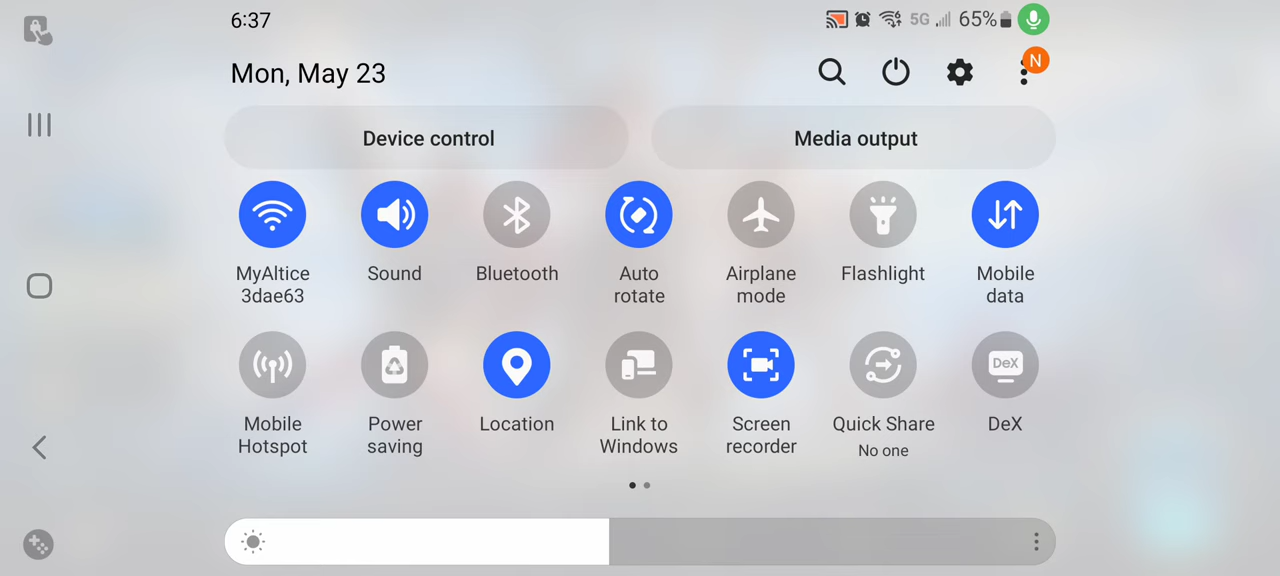 6:37
5G 65%
Mon, May 23
N
Device control
Media output
MyAltice
3dae63
Sound
Bluetooth
Auto
rotate
Airplane
mode
Flashlight
Mobile
data
Mobile
Hotspot
Power
saving
Location
Link to
Windows
Screen
recorder
Quick Share
No one
DeX
DeX